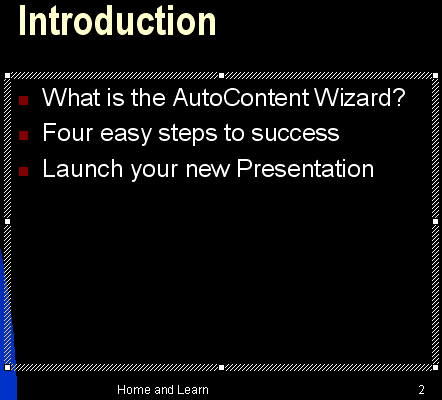 Introduction
What is the AutoContent Wizard?
Four easy steps to success
Launch your new Presentation
Home and Learn
2